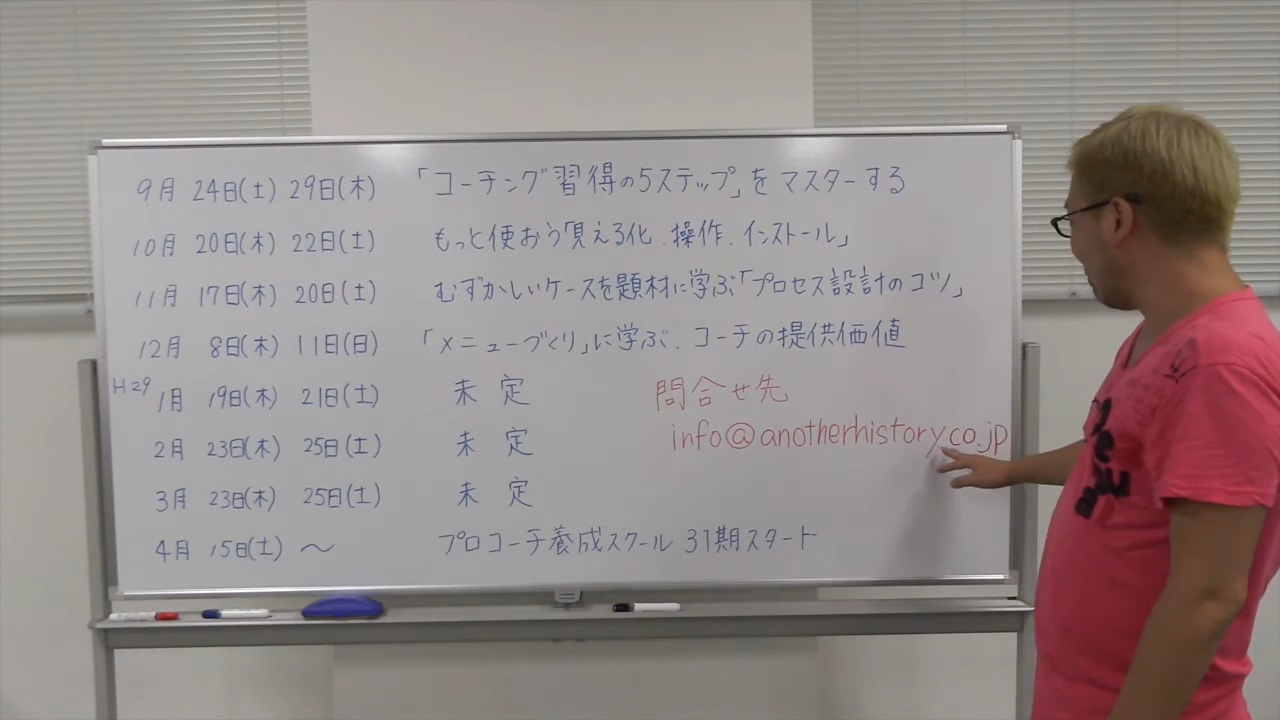 9月 24日(土) 29日(木) 「コーチング習得の5ステップ」をマスターする
10月 20日(木) 22日(土) もっと使おう「見える化、操作、インストール」
11月 17日(木) 20日(土) むずかしいケースを題材に学ぶ「プロセス設計のコツ」
12月 8日(木) 11日(日) 「メニューづくり」に学ぶ、コーチの提供価値
H29 1月 19日(木) 21日(土) 未定
問合せ先
2月 23日(木) 25日(土) 未定
info@anotherhistory.co.jp
3月 23日(木) 25日(土) 未定
4月 15日(土) ～ プロコーチ養成スクール 31期スタート